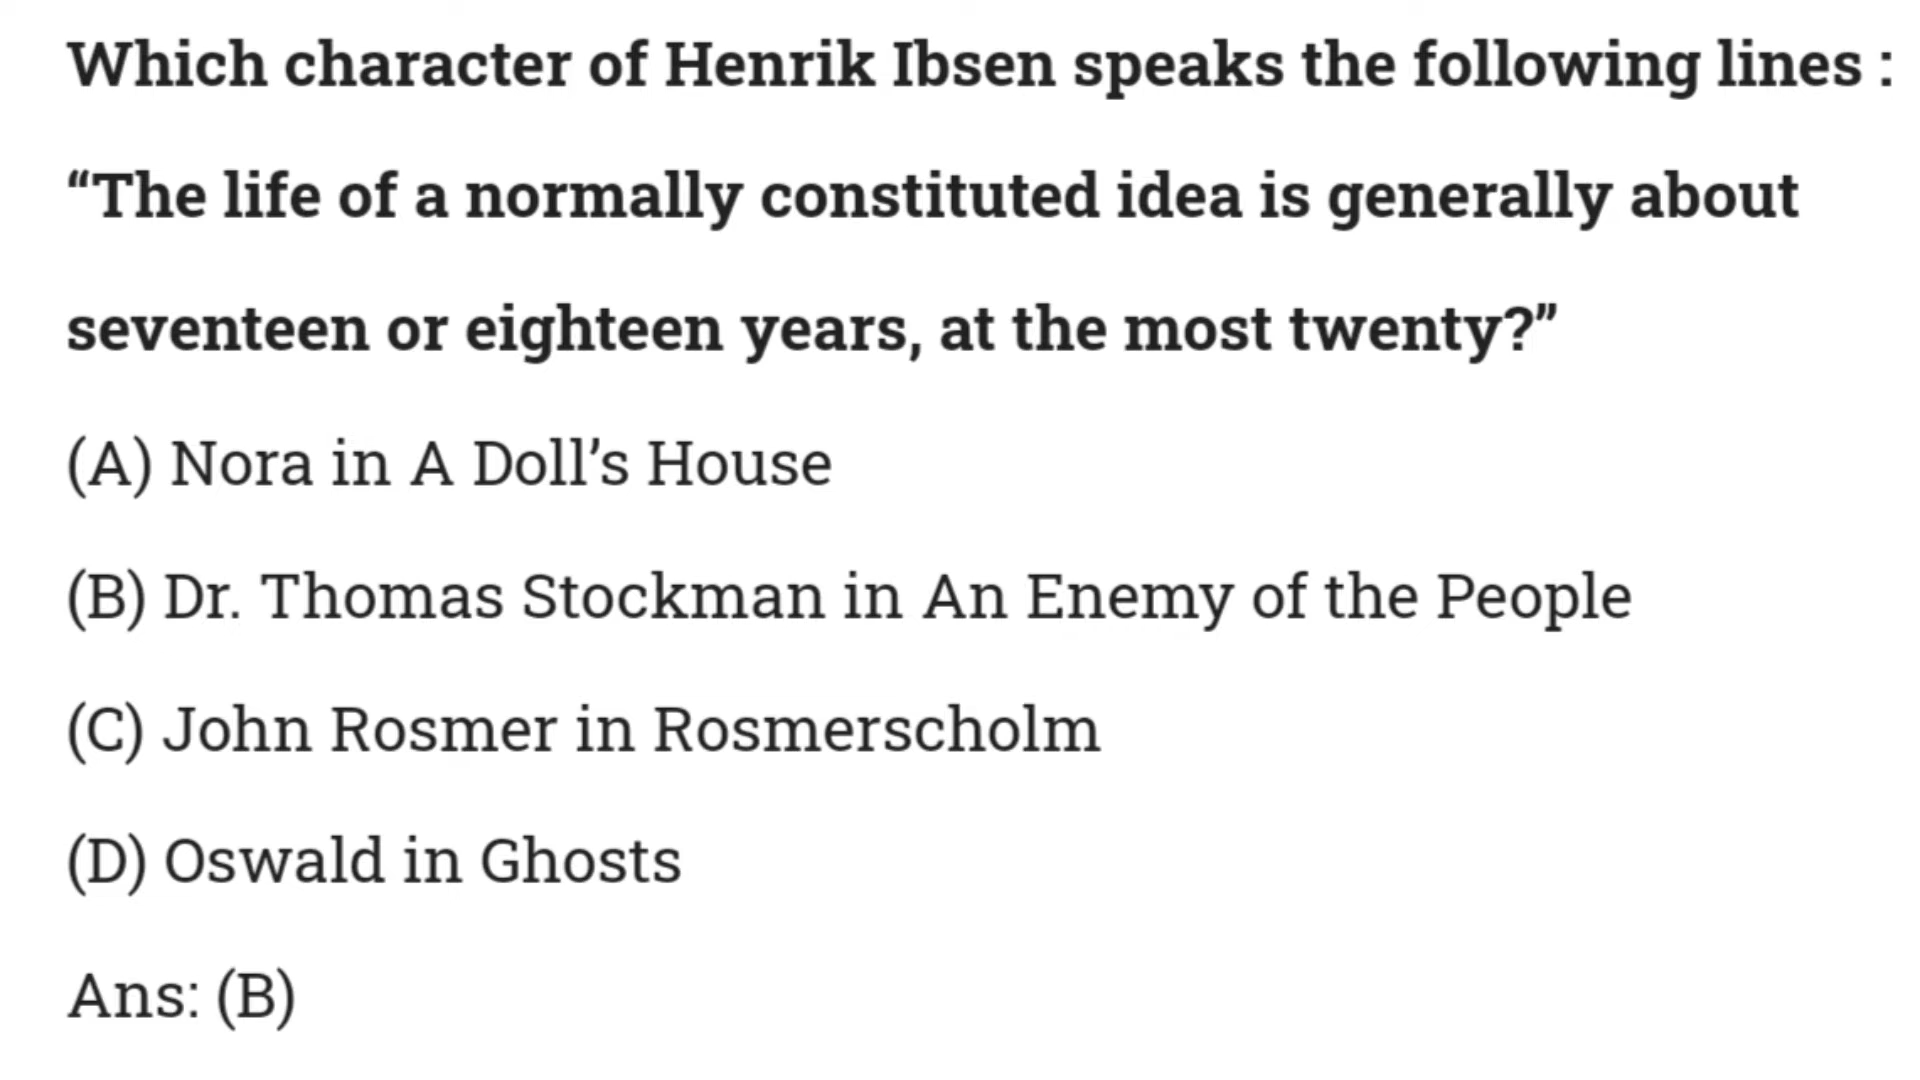 Which character of Henrik Ibsen speaks the following lines :
“The life of a normally constituted idea is generally about
seventeen or eighteen years, at the most twenty?”
(A) Nora in A Doll’s House
(B) Dr. Thomas Stockman in An Enemy of the People
(C) John Rosmer in Rosmerscholm
(D) Oswald in Ghosts
Ans: (B)